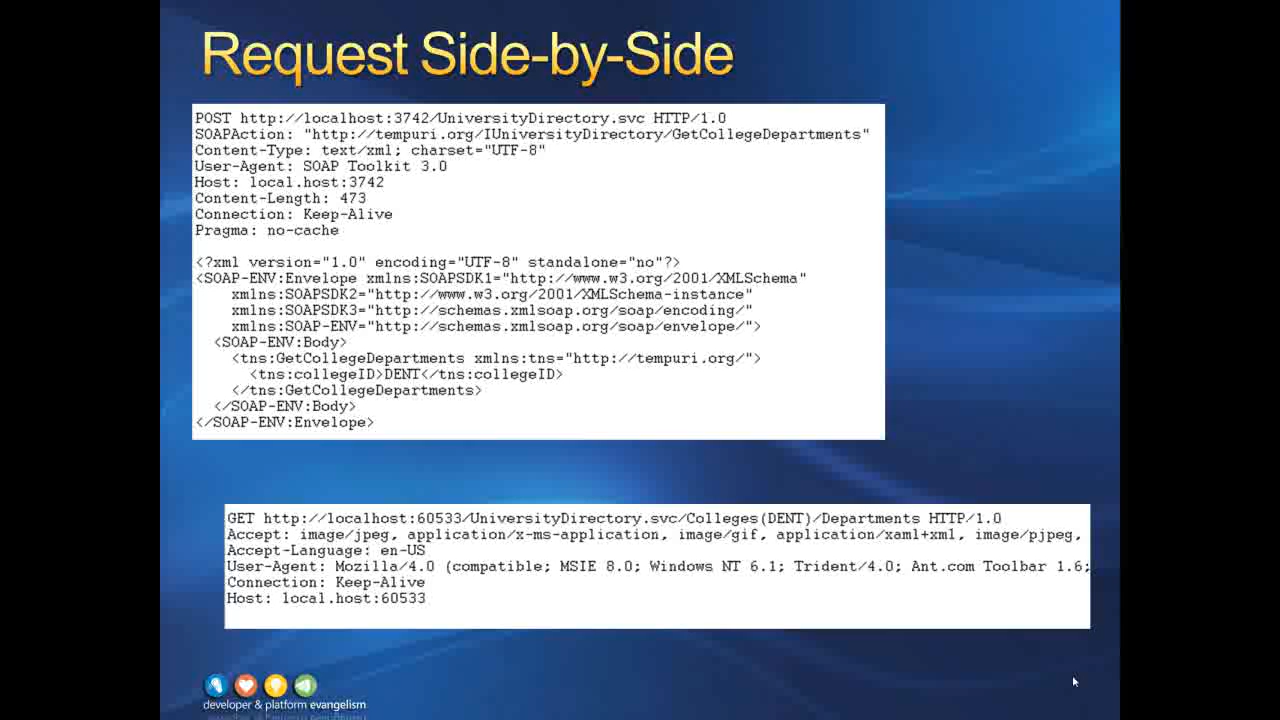 Request Side-by-Side
POST http://localhost:3742/UniversityDirectory.svc HTTP/1.0
SOAPAction: "http://tempuri.org/IUniversityDirectory/GetCollegeDepartments"
Content-Type: text/xml; charset="UTF-8"
User-Agent: SOAP Toolkit 3.0
Host: local.host:3742
Content-Length: 473
Connection: Keep-Alive
Pragma: no-cache
<?xml version="1.0" encoding="UTF-8" standalone="no"?>
<SOAP-ENV:Envelope xmlns:SOAPSDK1="http://www.w3.org/2001/XMLSchema"
xmlns:SOAPSDK2="http://www.w3.org/2001/XMLSchema-instance"
xmlns:SOAPSDK3="http://schemas.xmlsoap.org/soap/encoding/"
xmlns:SOAP-ENV="http://schemas.xmlsoap.org/soap/envelope/">
<SOAP-ENV:Body>
<tns:GetCollegeDepartments xmlns:tns="http://tempuri.org/">
<tns:collegeID>DENT</tns:collegeID>
</tns:GetCollegeDepartments>
</SOAP-ENV:Body>
</SOAP-ENV:Envelope>
GET http://localhost:60533/UniversityDirectory.svc/Colleges(DENT)/Departments HTTP/1.0
Accept: image/jpeg, application/x-ms-application, image/gif, application/xaml+xml, image/pjpeg,
Accept-Language: en-US
User-Agent: Mozilla/4.0 (compatible; MSIE 8.0; Windows NT 6.1; Trident/4.0; Ant.com Toolbar 1.6;
Connection: Keep-Alive
Host: local.host:60533
developer & platform evangelism